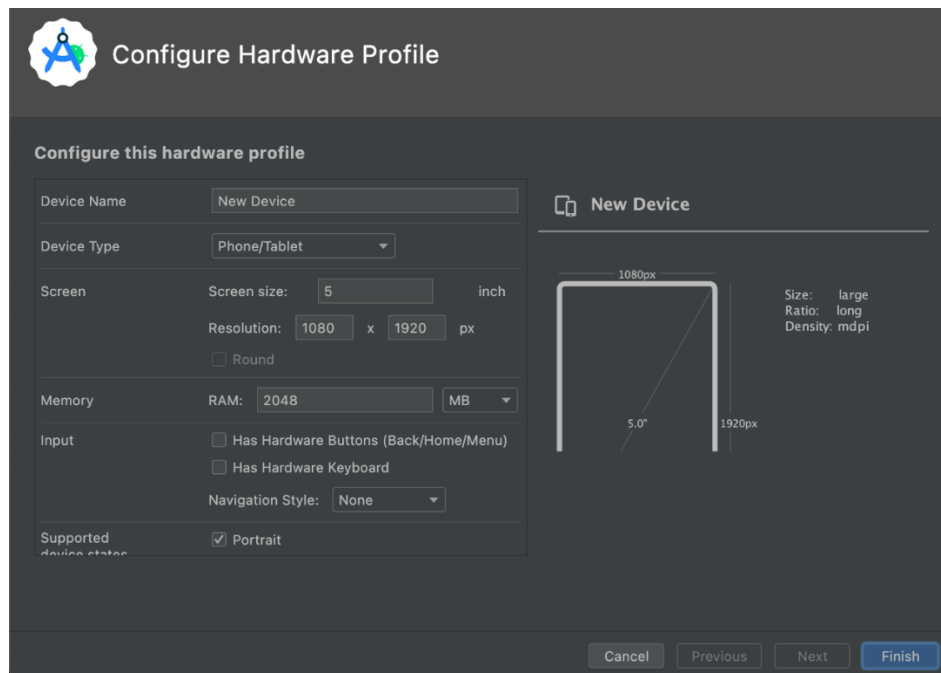 Configure Hardware Profile
Configure this hardware profile
Device Name New Device
Device Type Phone/Tablet
Screen Screen size: 5 inch
Resolution: 1080 x 1920 px
Round
Memory RAM: 2048 MB
Input Has Hardware Buttons (Back/Home/Menu)
Has Hardware Keyboard
Navigation Style: None
Supported Portrait
device states
New Device
1080px
Size: large
Ratio: long
Density: mdpi
5.0" 1920px
Cancel Previous Next Finish